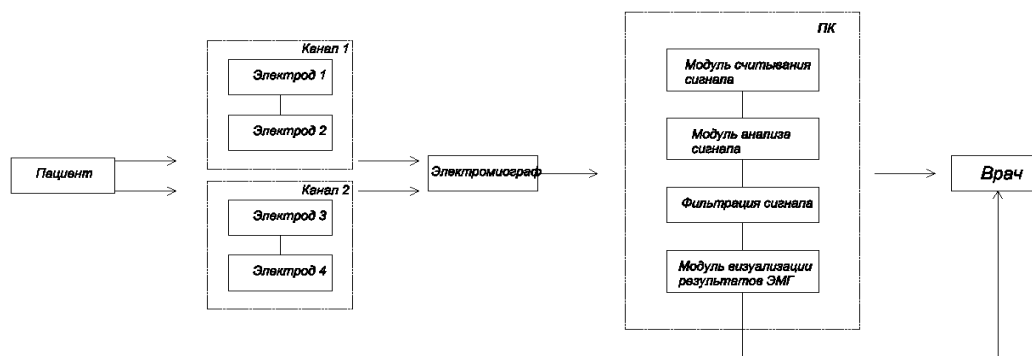 Пациент
Канал 1
Электрод 1
Электрод 2
Канал 2
Электрод 3
Электрод 4
Электромиограф
ПК
Модуль считывания
сигнала
Модуль анализа
сигнала
Фильтрация сигнала
Модуль визуализации
результатов ЭМГ
Врач